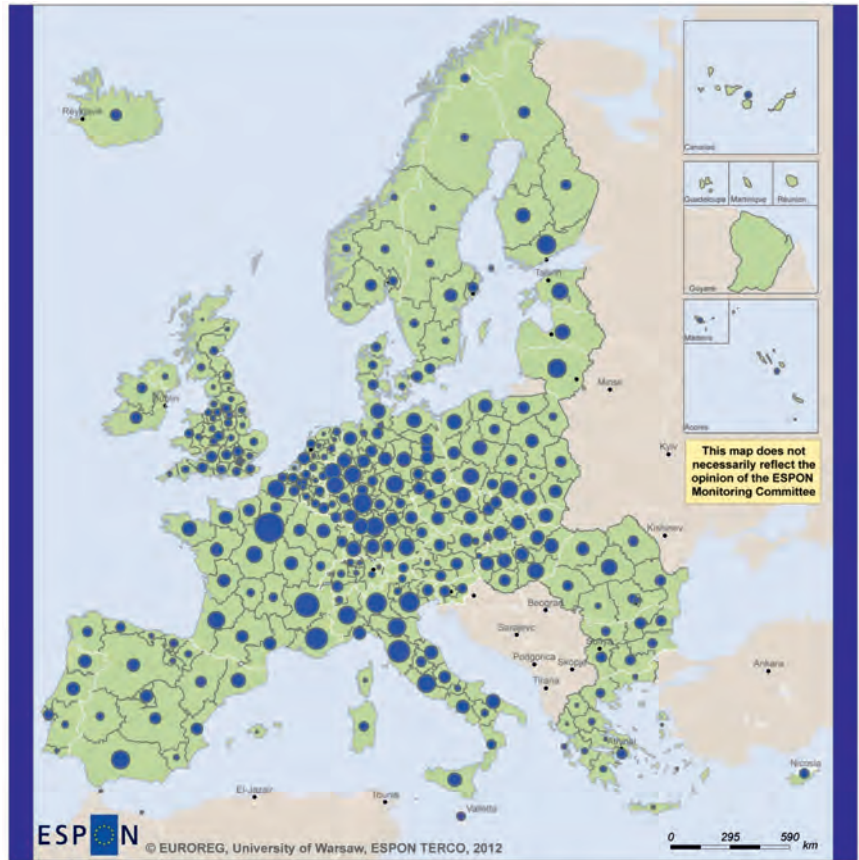 Reykjavik
Canarias
Guadeloupe
Martinique
Réunion
Guyane
Madeira
Acores
Tallinn
Minsk
Kyiv
This map does not
necessarily reflect the
opinion of the ESPON
Monitoring Committee
Kishinev
Beograd
Sarajevo
Podgorica
Skopje
Tirana
Ankara
Nicosia
El-Jazair
Tounis
Valletta
ESPON
© EUROREG, University of Warsaw, ESPON TERCO, 2012
0 295 590
km